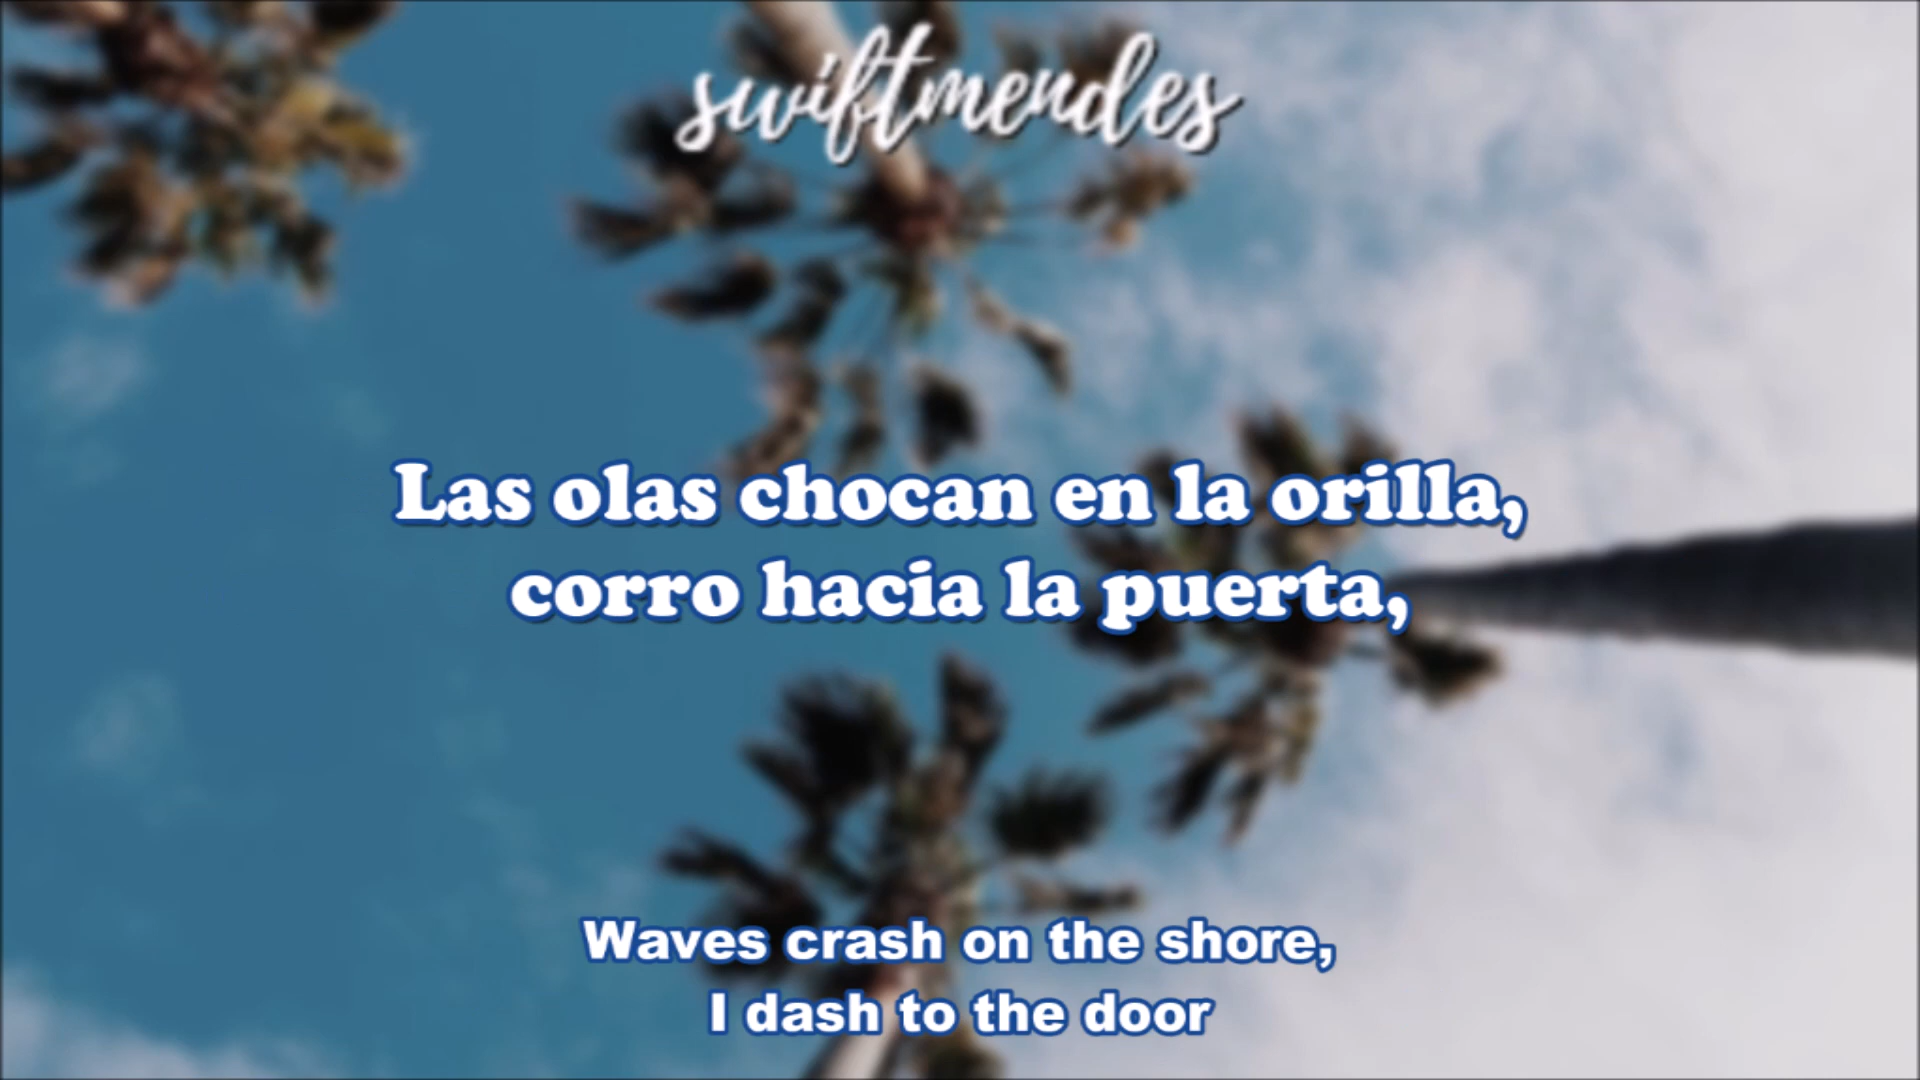 swiftmendes
Las olas chocan en la orilla,
corro hacia la puerta,
Waves crash on the shore,
I dash to the door